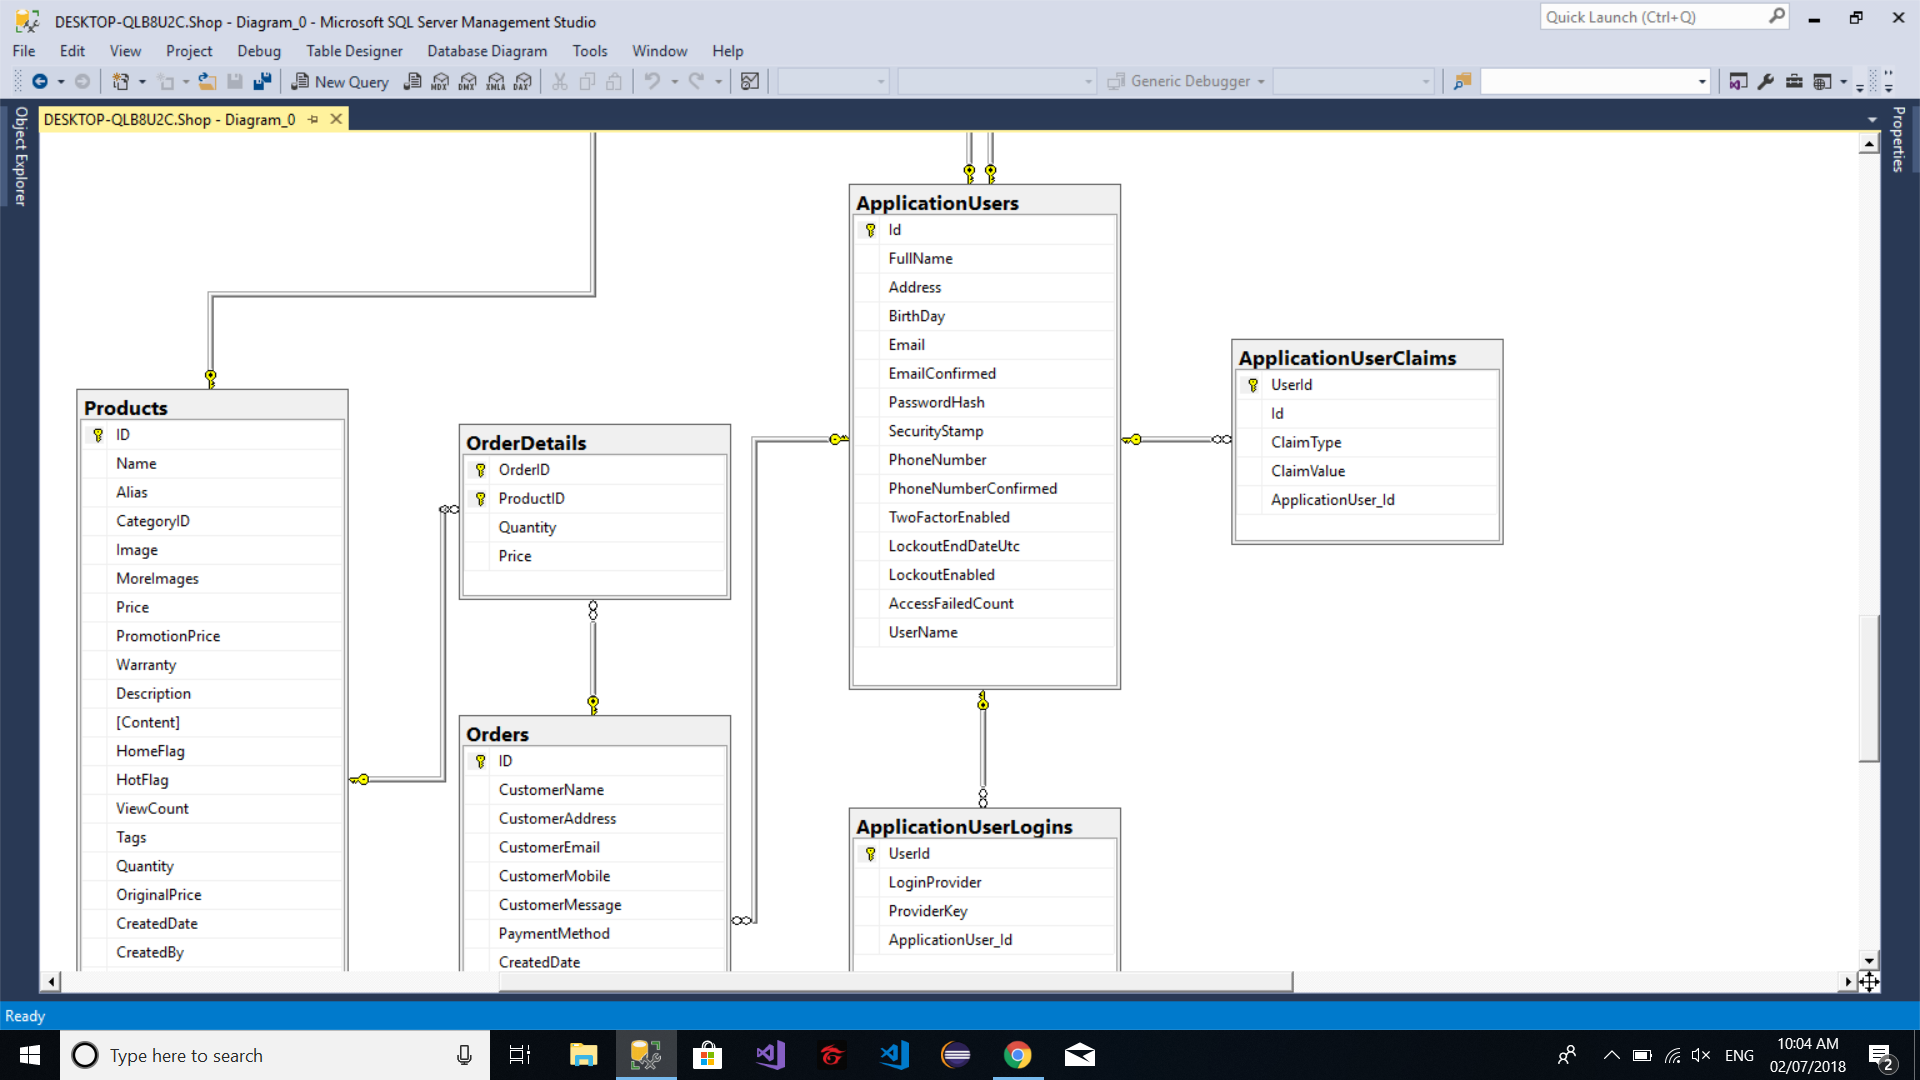 DESKTOP-QLB8U2C.Shop - Diagram_0 - Microsoft SQL Server Management Studio
Quick Launch (Ctrl+Q)
File Edit View Project Debug Table Designer Database Diagram Tools Window Help
New Query MDX DMX XMLA DAX Generic Debugger
Object Explorer
DESKTOP-QLB8U2C.Shop - Diagram_0
Properties
Products
ID
Name
Alias
CategoryID
Image
MoreImages
Price
PromotionPrice
Warranty
Description
[Content]
HomeFlag
HotFlag
ViewCount
Tags
Quantity
OriginalPrice
CreatedDate
CreatedBy
OrderDetails
OrderID
ProductID
Quantity
Price
Orders
ID
CustomerName
CustomerAddress
CustomerEmail
CustomerMobile
CustomerMessage
PaymentMethod
CreatedDate
ApplicationUsers
Id
FullName
Address
BirthDay
Email
EmailConfirmed
PasswordHash
SecurityStamp
PhoneNumber
PhoneNumberConfirmed
TwoFactorEnabled
LockoutEndDateUtc
LockoutEnabled
AccessFailedCount
UserName
ApplicationUserLogins
UserId
LoginProvider
ProviderKey
ApplicationUser_Id
ApplicationUserClaims
UserId
Id
ClaimType
ClaimValue
ApplicationUser_Id
Ready
Type here to search
ENG
10:04 AM
02/07/2018
2